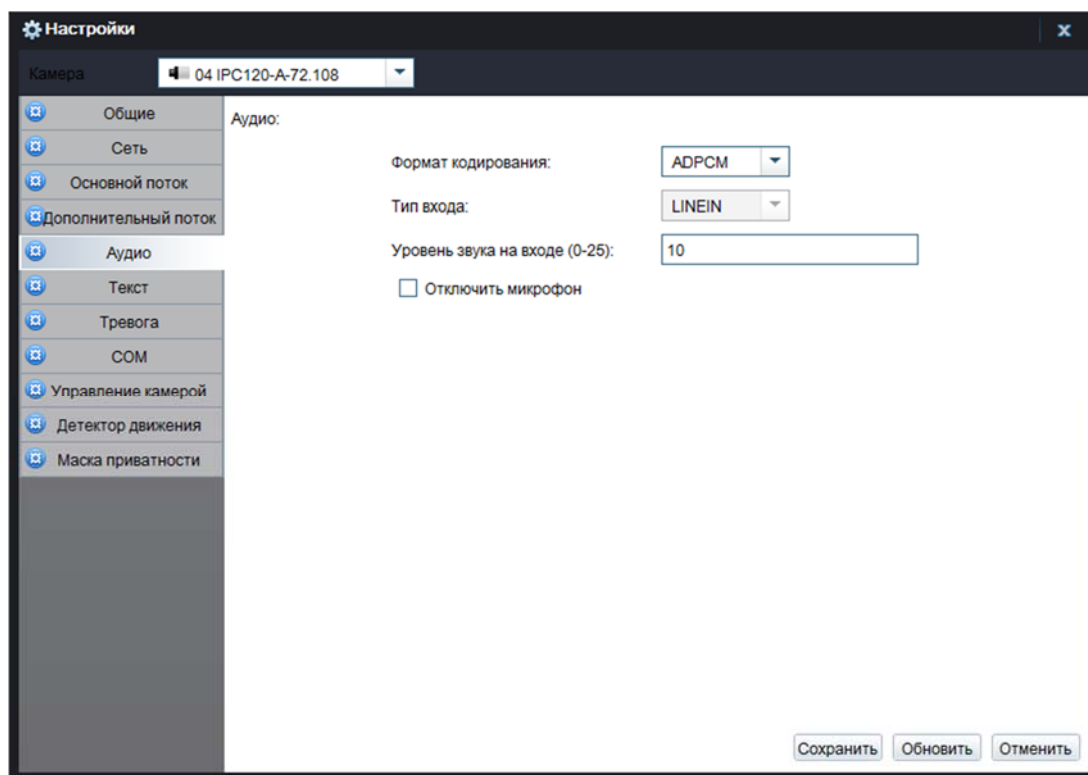 Настройки
Камера 04 IPC120-A-72.108
Общие
Сеть
Основной поток
Дополнительный поток
Аудио
Текст
Тревога
COM
Управление камерой
Детектор движения
Маска приватности
Аудио:
Формат кодирования: ADPCM
Тип входа: LINEIN
Уровень звука на входе (0-25): 10
Отключить микрофон
Сохранить Обновить Отменить